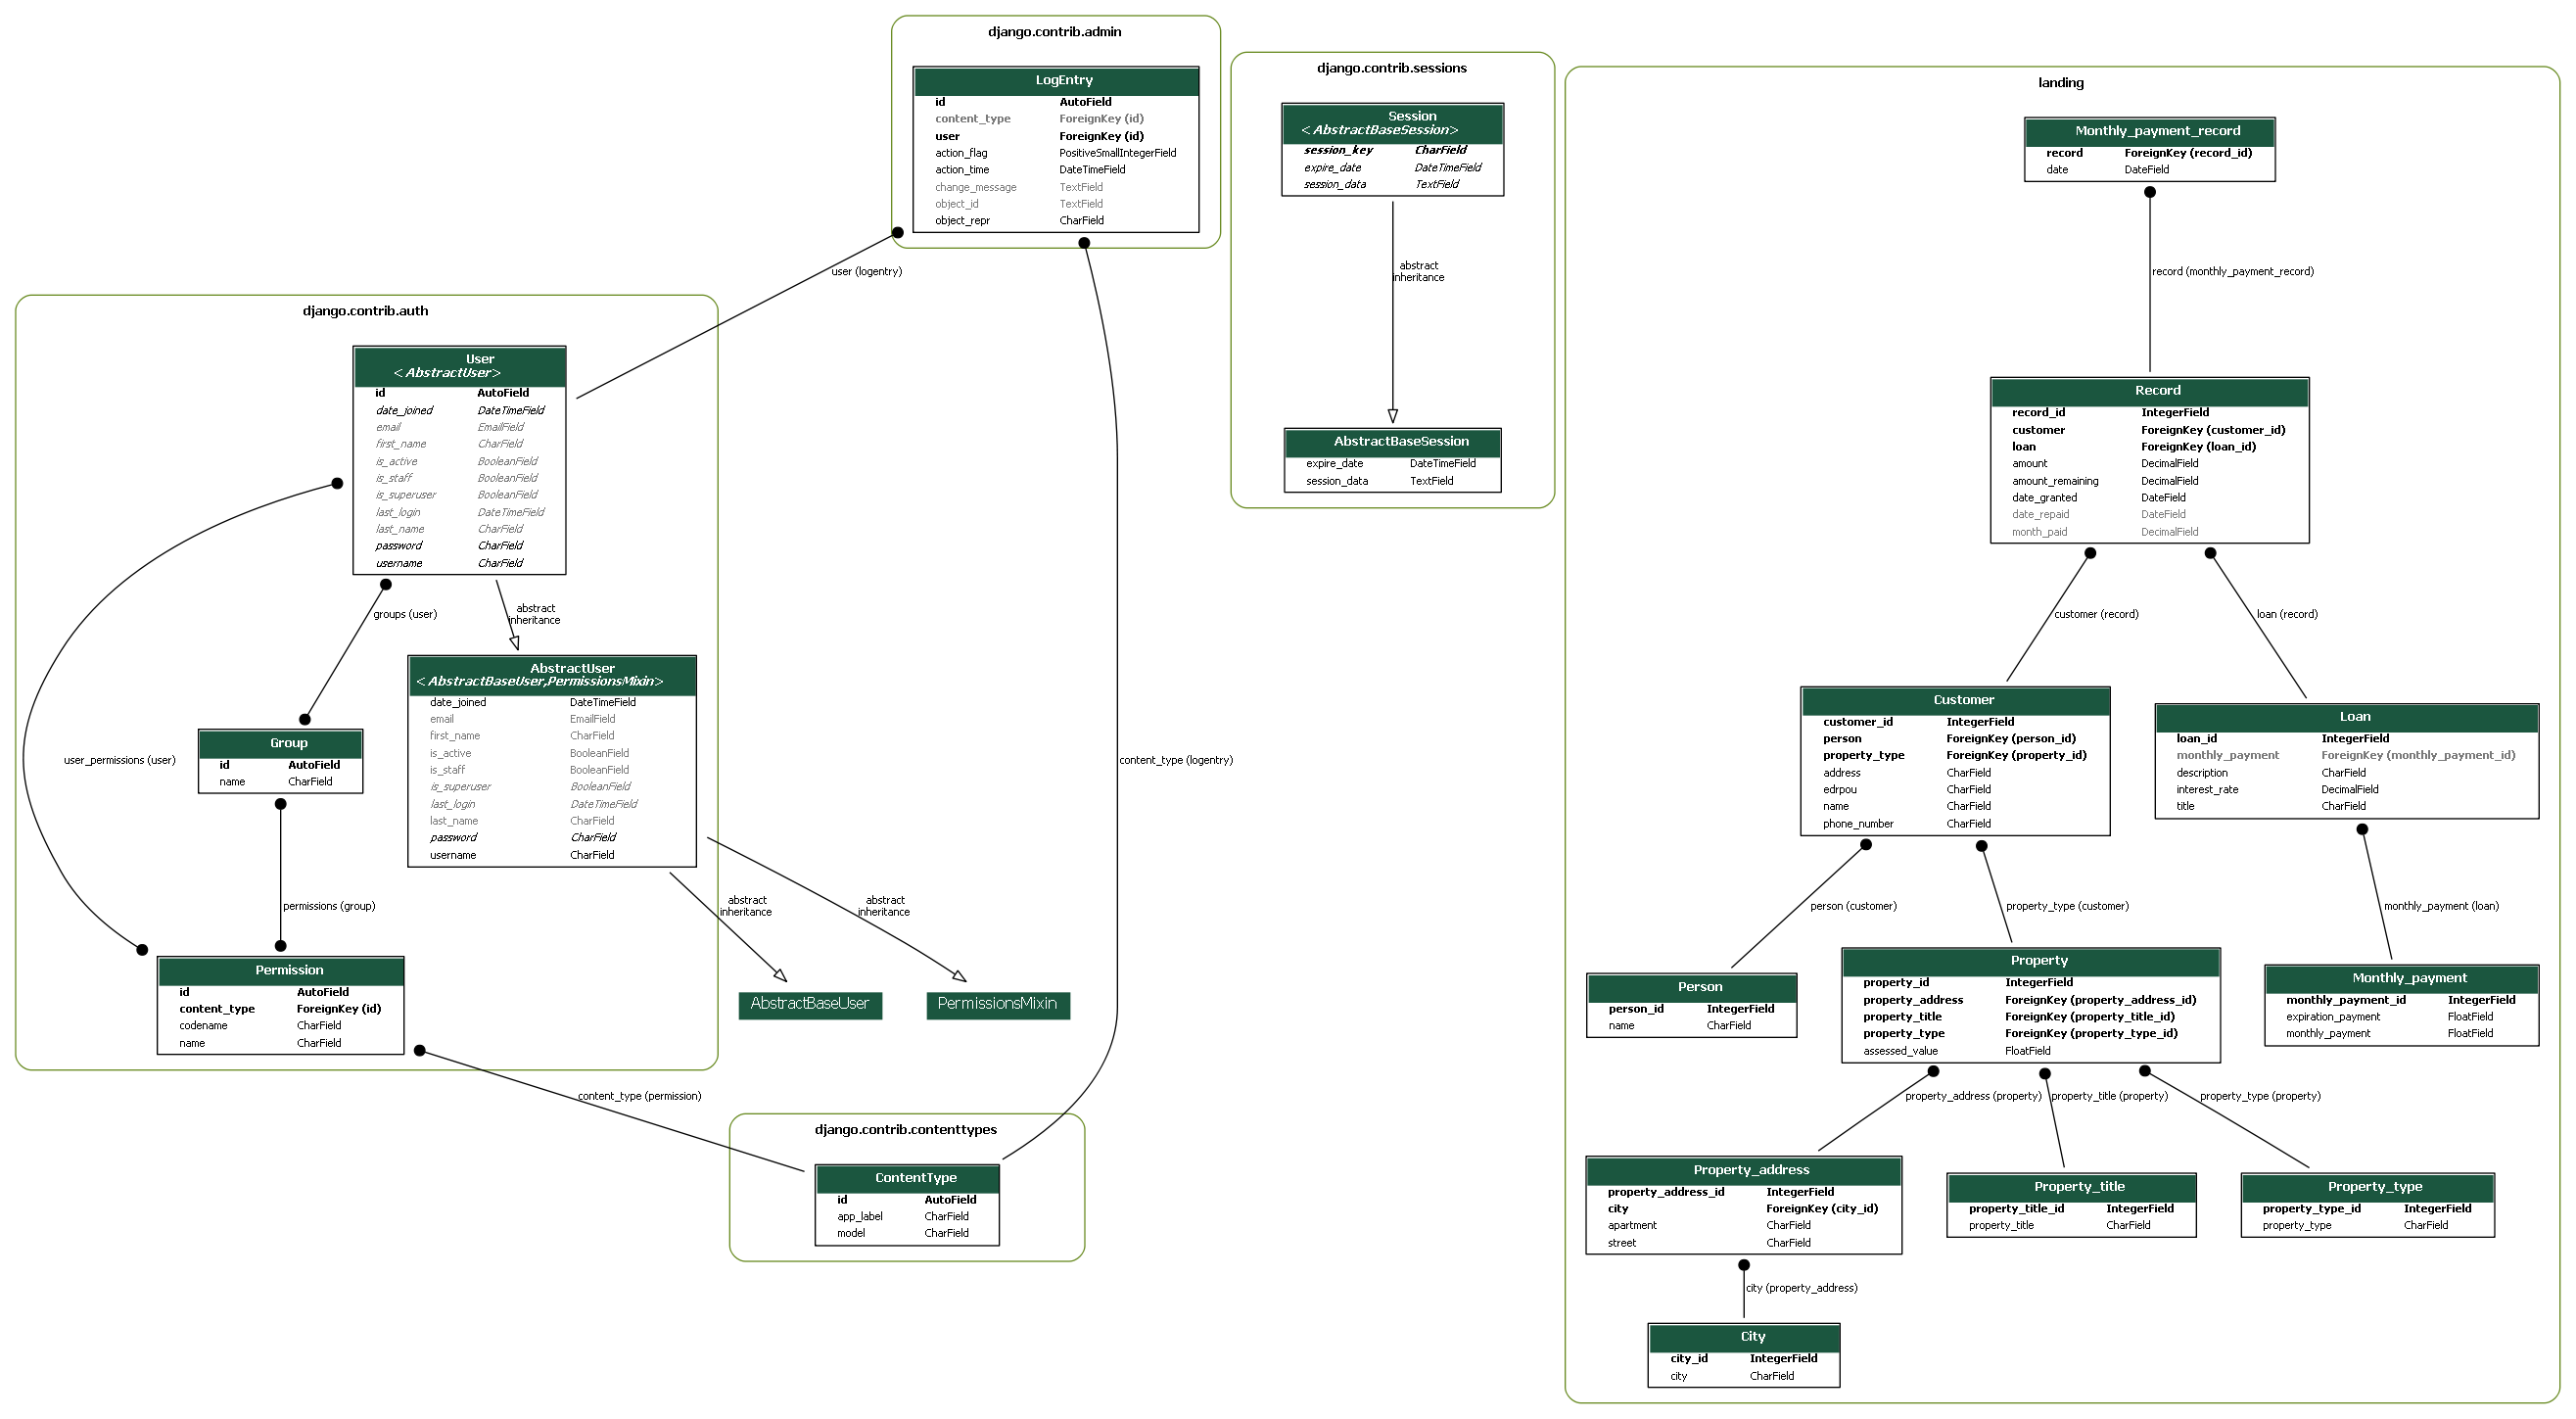 django.contrib.admin
LogEntry
id AutoField
content_type ForeignKey (id)
user ForeignKey (id)
action_flag PositiveSmallIntegerField
action_time DateTimeField
change_message TextField
object_id TextField
object_repr CharField
django.contrib.sessions
Session
<AbstractBaseSession>
session_key CharField
expire_date DateTimeField
session_data TextField
abstract
inheritance
AbstractBaseSession
expire_date DateTimeField
session_data TextField
user (logentry)
content_type (logentry)
django.contrib.auth
User
<AbstractUser>
id AutoField
date_joined DateTimeField
email EmailField
first_name CharField
is_active BooleanField
is_staff BooleanField
is_superuser BooleanField
last_login DateTimeField
last_name CharField
password CharField
username CharField
groups (user)
abstract
inheritance
AbstractUser
<AbstractBaseUser,PermissionsMixin>
date_joined DateTimeField
email EmailField
first_name CharField
is_active BooleanField
is_staff BooleanField
is_superuser BooleanField
last_login DateTimeField
last_name CharField
password CharField
username CharField
Group
id AutoField
name CharField
user_permissions (user)
permissions (group)
abstract
inheritance
abstract
inheritance
Permission
id AutoField
content_type ForeignKey (id)
codename CharField
name CharField
AbstractBaseUser
PermissionsMixin
content_type (permission)
django.contrib.contenttypes
ContentType
id AutoField
app_label CharField
model CharField
landing
Monthly_payment_record
record ForeignKey (record_id)
date DateField
record (monthly_payment_record)
Record
record_id IntegerField
customer ForeignKey (customer_id)
loan ForeignKey (loan_id)
amount DecimalField
amount_remaining DecimalField
date_granted DateField
date_repaid DateField
month_paid DecimalField
customer (record)
loan (record)
Customer
customer_id IntegerField
person ForeignKey (person_id)
property_type ForeignKey (property_id)
address CharField
edrpou CharField
name CharField
phone_number CharField
Loan
loan_id IntegerField
monthly_payment ForeignKey (monthly_payment_id)
description CharField
interest_rate DecimalField
title CharField
person (customer)
property_type (customer)
monthly_payment (loan)
Person
person_id IntegerField
name CharField
Property
property_id IntegerField
property_address ForeignKey (property_address_id)
property_title ForeignKey (property_title_id)
property_type ForeignKey (property_type_id)
assessed_value FloatField
Monthly_payment
monthly_payment_id IntegerField
expiration_payment FloatField
monthly_payment FloatField
property_address (property)
property_title (property)
property_type (property)
Property_address
property_address_id IntegerField
city ForeignKey (city_id)
apartment CharField
street CharField
Property_title
property_title_id IntegerField
property_title CharField
Property_type
property_type_id IntegerField
property_type CharField
city (property_address)
City
city_id IntegerField
city CharField